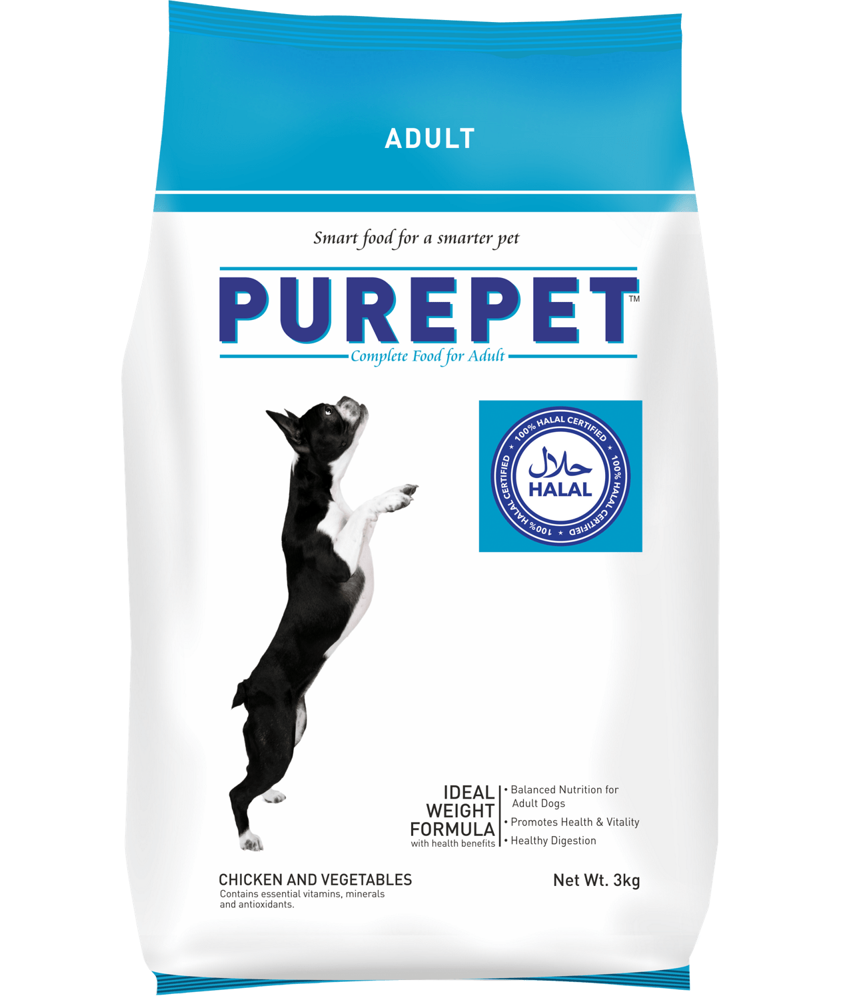 ADULT
Smart food for a smarter pet
PUREPET™
Complete Food for Adult
100% HALAL CERTIFIED ★ 100% HALAL CERTIFIED ★ 100% HALAL CERTIFIED ★
حلال
HALAL
IDEAL
WEIGHT
FORMULA
with health benefits
• Balanced Nutrition for
Adult Dogs
• Promotes Health & Vitality
• Healthy Digestion
CHICKEN AND VEGETABLES
Contains essential vitamins, minerals
and antioxidants.
Net Wt. 3kg